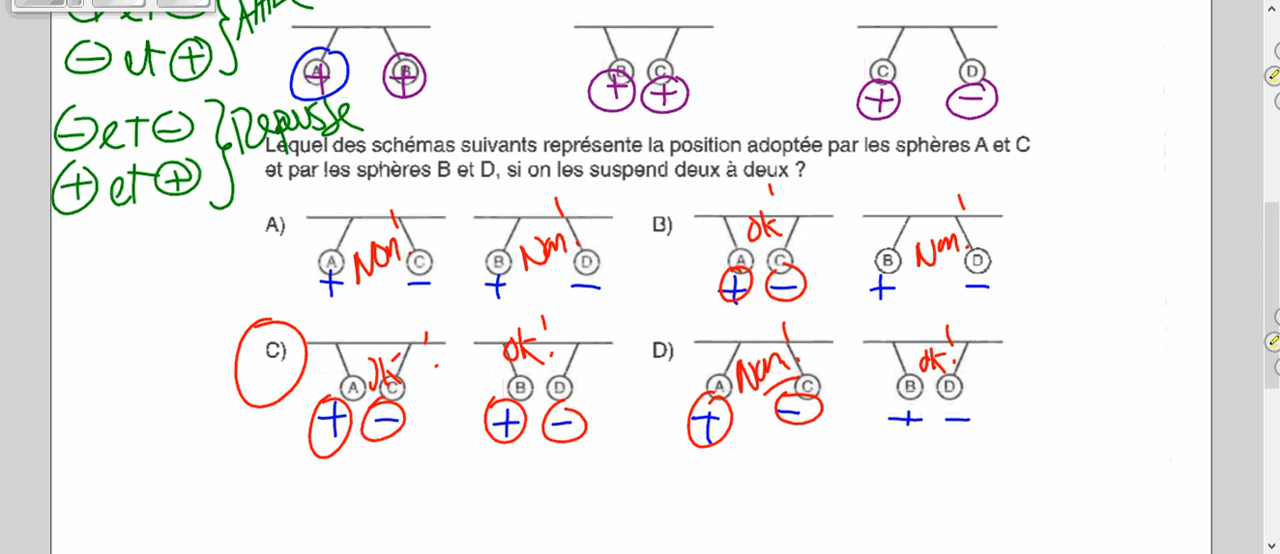 ⊖ et ⊕ } Attire
A + B + B + C + C + D −
⊖ et ⊖ } Repusse
⊕ et ⊕
Lequel des schémas suivants représente la position adoptée par les sphères A et C
et par les sphères B et D, si on les suspend deux à deux ?
A) A + Non! C − B + Non! D −
B) A + ok! C − B + Non! D −
C) A + ok! C − B + ok! D −
D) A + Non! C − B + ok! D −